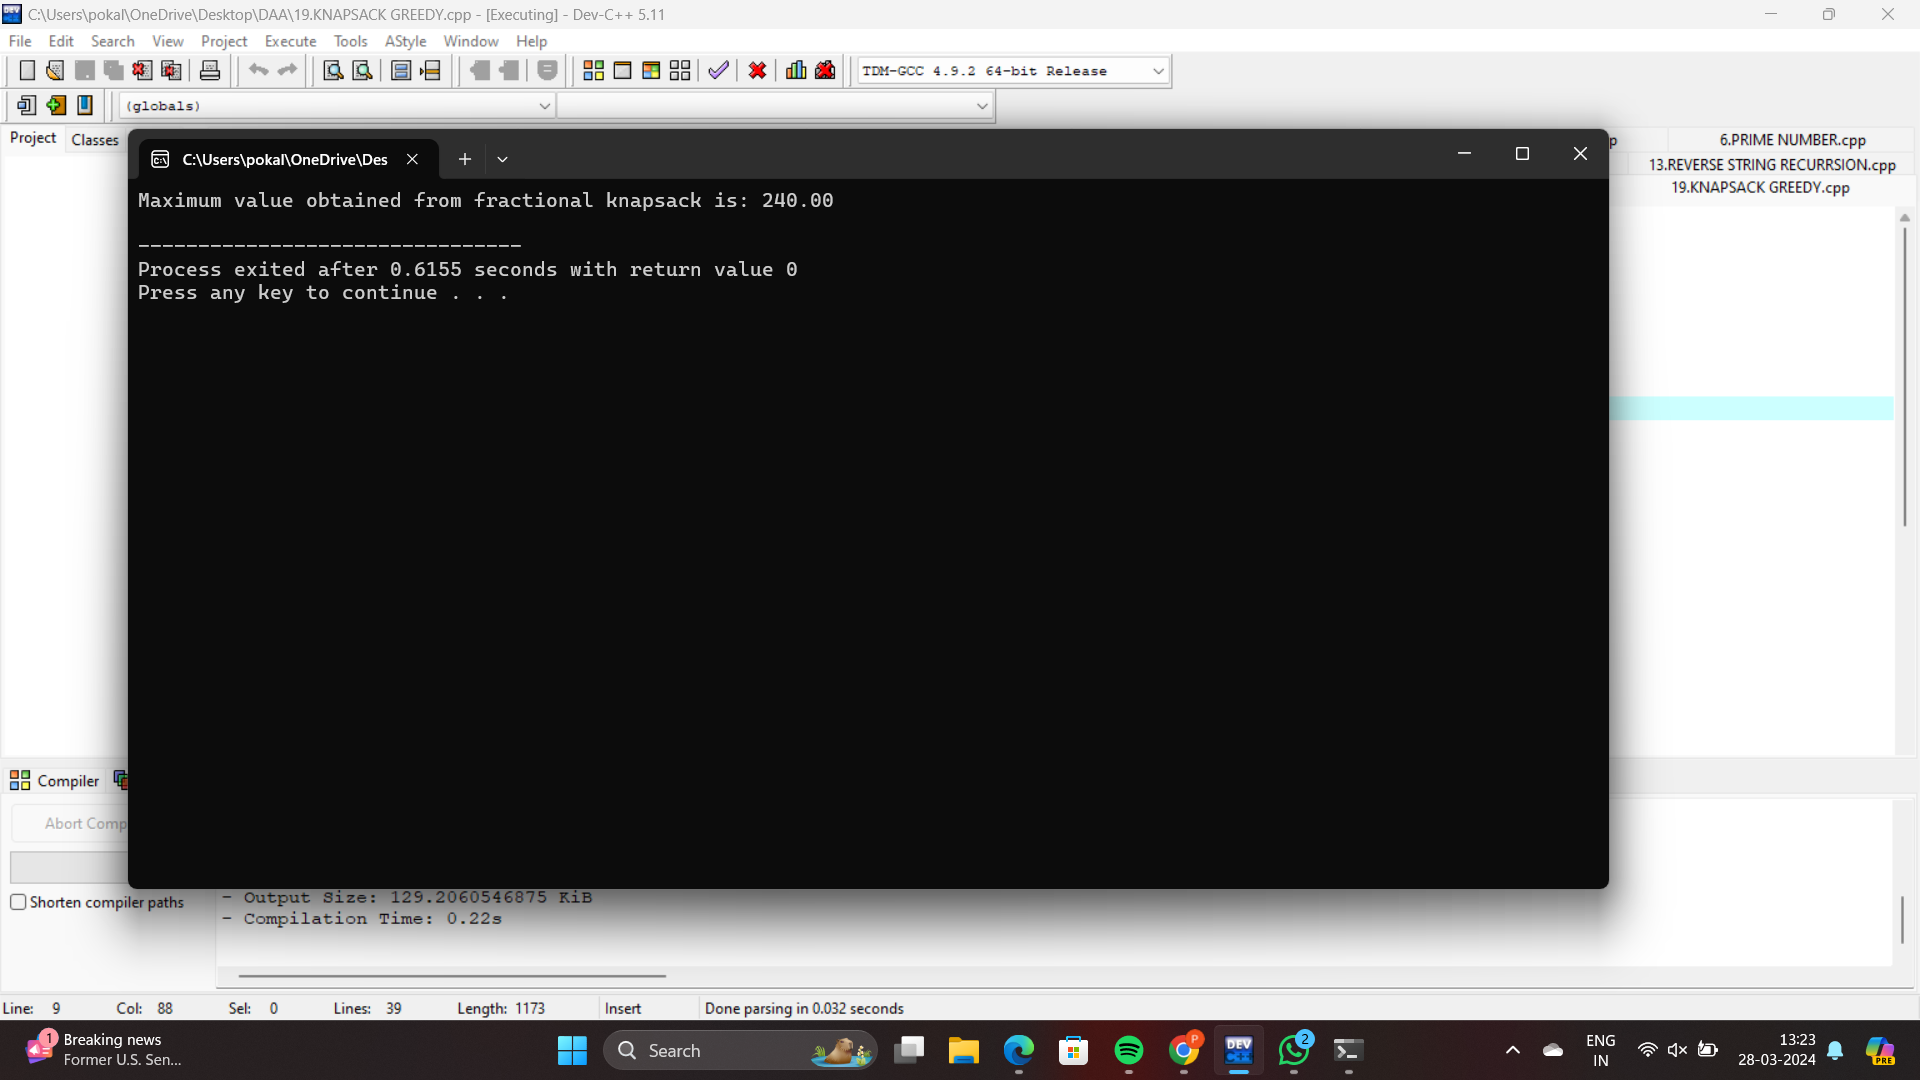 C:\Users\pokal\OneDrive\Desktop\DAA\19.KNAPSACK GREEDY.cpp - [Executing] - Dev-C++ 5.11
File Edit Search View Project Execute Tools AStyle Window Help
TDM-GCC 4.9.2 64-bit Release
(globals)
Project Classes
6.PRIME NUMBER.cpp
13.REVERSE STRING RECURRSION.cpp
19.KNAPSACK GREEDY.cpp
C:\Users\pokal\OneDrive\Des
Maximum value obtained from fractional knapsack is: 240.00
--------------------------------
Process exited after 0.6155 seconds with return value 0
Press any key to continue . . .
Compiler
Abort Comp
Shorten compiler paths
- Output Size: 129.2060546875 KiB
- Compilation Time: 0.22s
Line: 9 Col: 88 Sel: 0 Lines: 39 Length: 1173 Insert Done parsing in 0.032 seconds
1
Breaking news
Former U.S. Sen...
Search
P
DEV
2
ENG
IN
13:23
28-03-2024
PRE